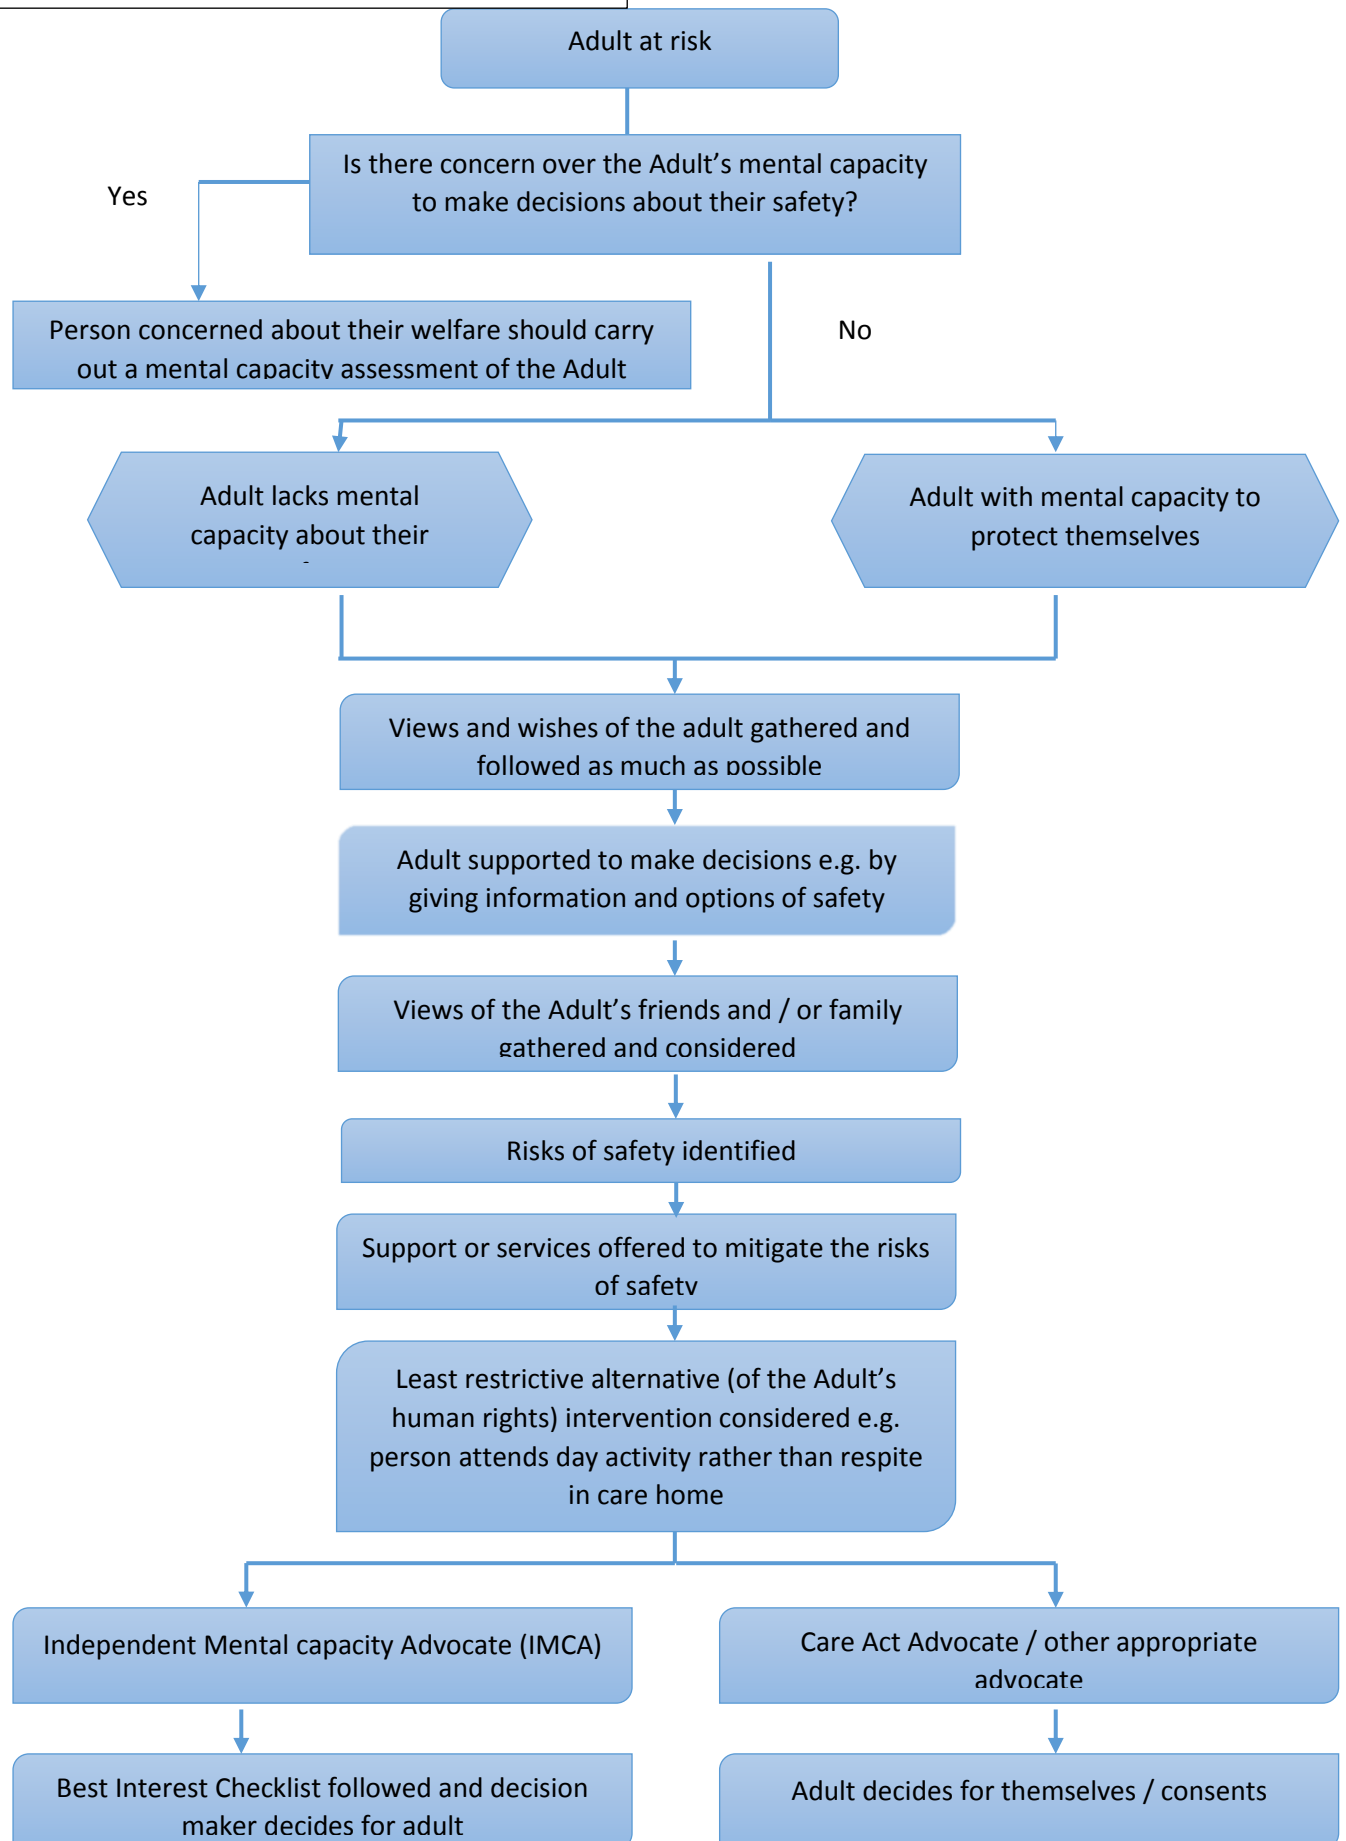 Adult at risk
Is there concern over the Adult’s mental capacity
to make decisions about their safety?
Yes
Person concerned about their welfare should carry
out a mental capacity assessment of the Adult
No
Adult lacks mental
capacity about their
Adult with mental capacity to
protect themselves
Views and wishes of the adult gathered and
followed as much as possible
Adult supported to make decisions e.g. by
giving information and options of safety
Views of the Adult’s friends and / or family
gathered and considered
Risks of safety identified
Support or services offered to mitigate the risks
of safety
Least restrictive alternative (of the Adult’s
human rights) intervention considered e.g.
person attends day activity rather than respite
in care home
Independent Mental capacity Advocate (IMCA)
Care Act Advocate / other appropriate
advocate
Best Interest Checklist followed and decision
maker decides for adult
Adult decides for themselves / consents